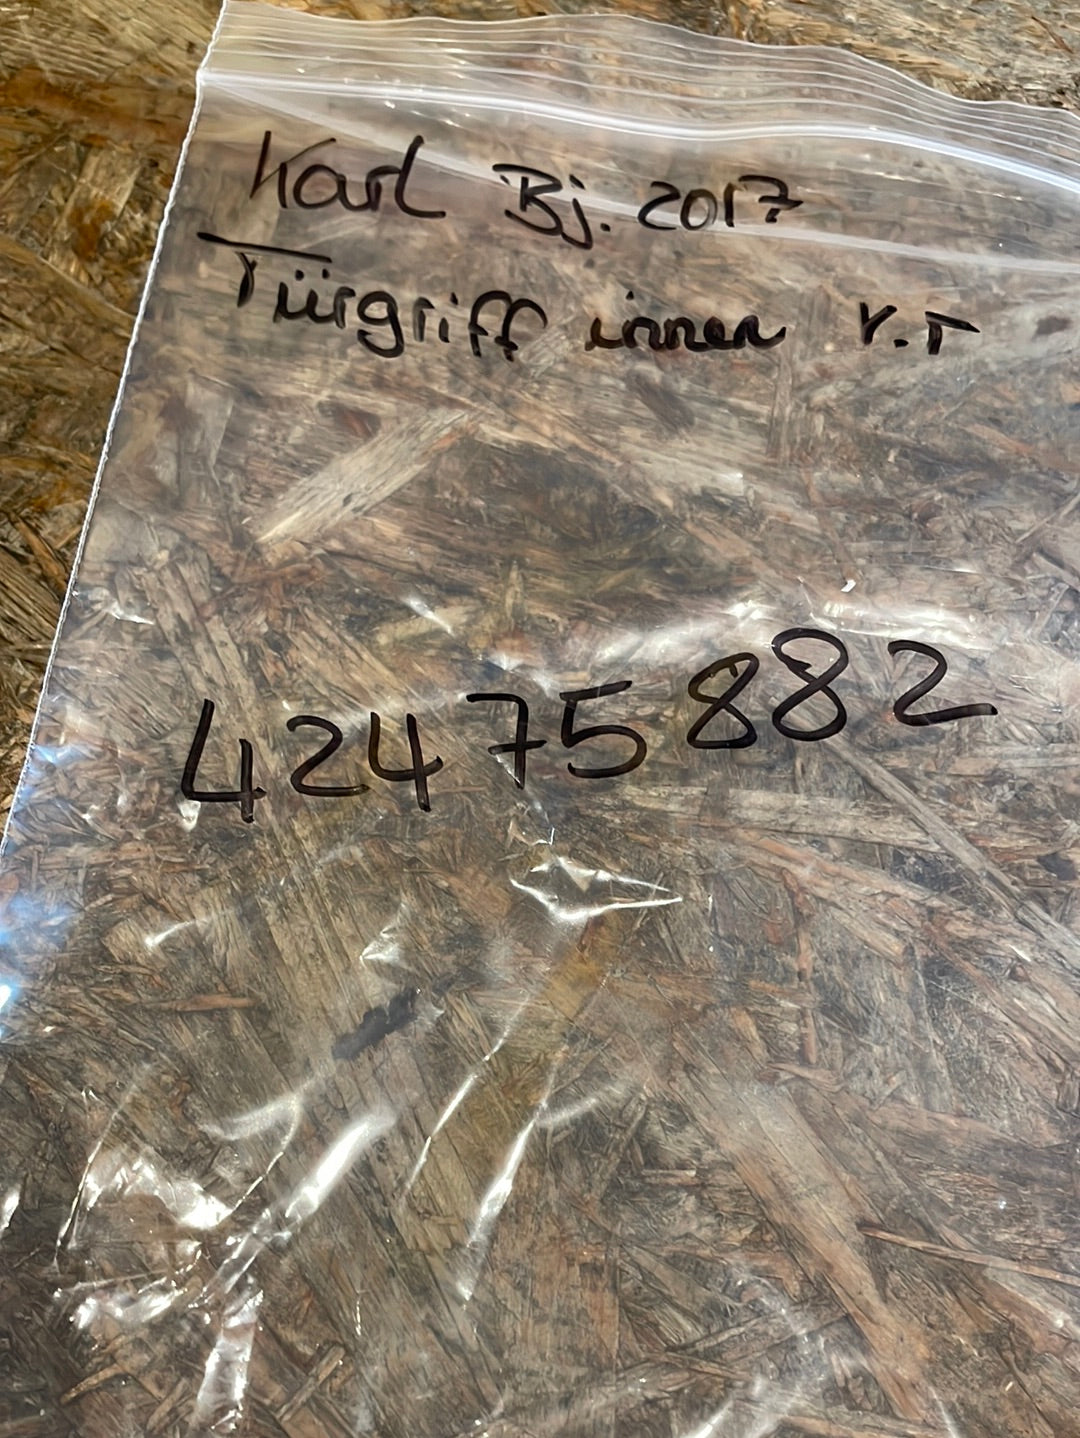 Karl Bj. 2017
Türgriff innen v.r
42475882